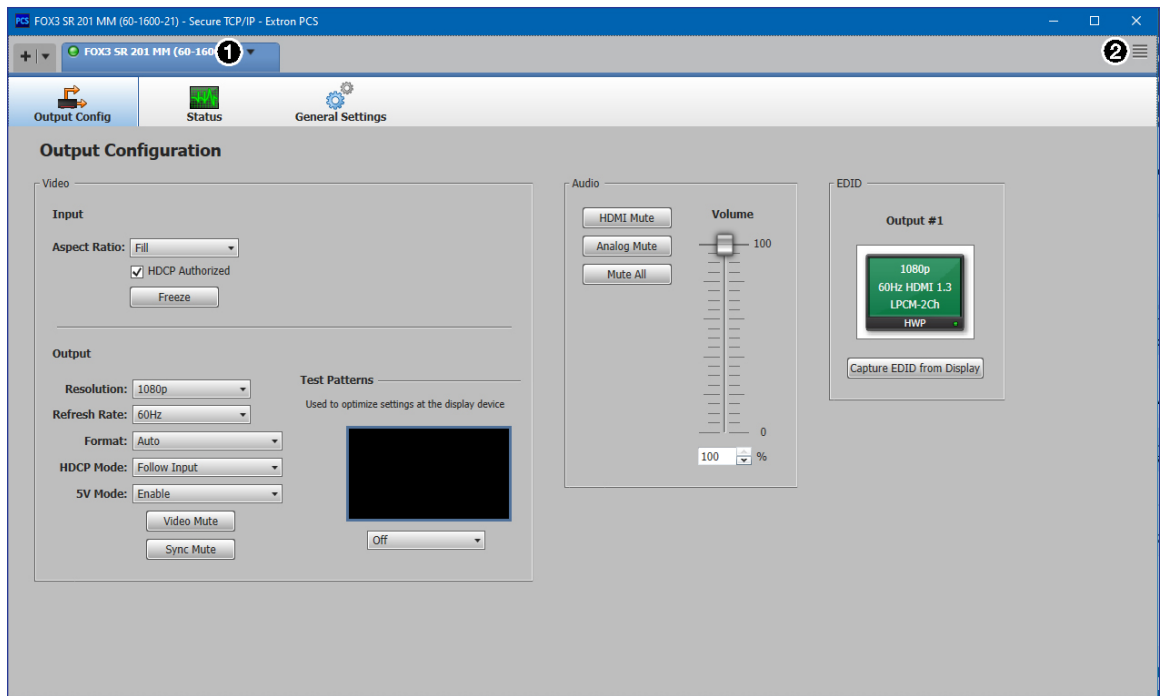 PCS FOX3 SR 201 MM (60-1600-21) - Secure TCP/IP - Extron PCS
FOX3 SR 201 MM (60-160
1
2
Output Config
Status
General Settings
Output Configuration
Video
Input
Aspect Ratio: Fill
HDCP Authorized
Freeze
Output
Resolution: 1080p
Refresh Rate: 60Hz
Format: Auto
HDCP Mode: Follow Input
5V Mode: Enable
Video Mute
Sync Mute
Test Patterns
Used to optimize settings at the display device
Off
Audio
HDMI Mute
Analog Mute
Mute All
Volume
100
0
100 %
EDID
Output #1
1080p
60Hz HDMI 1.3
LPCM-2Ch
HWP
Capture EDID from Display